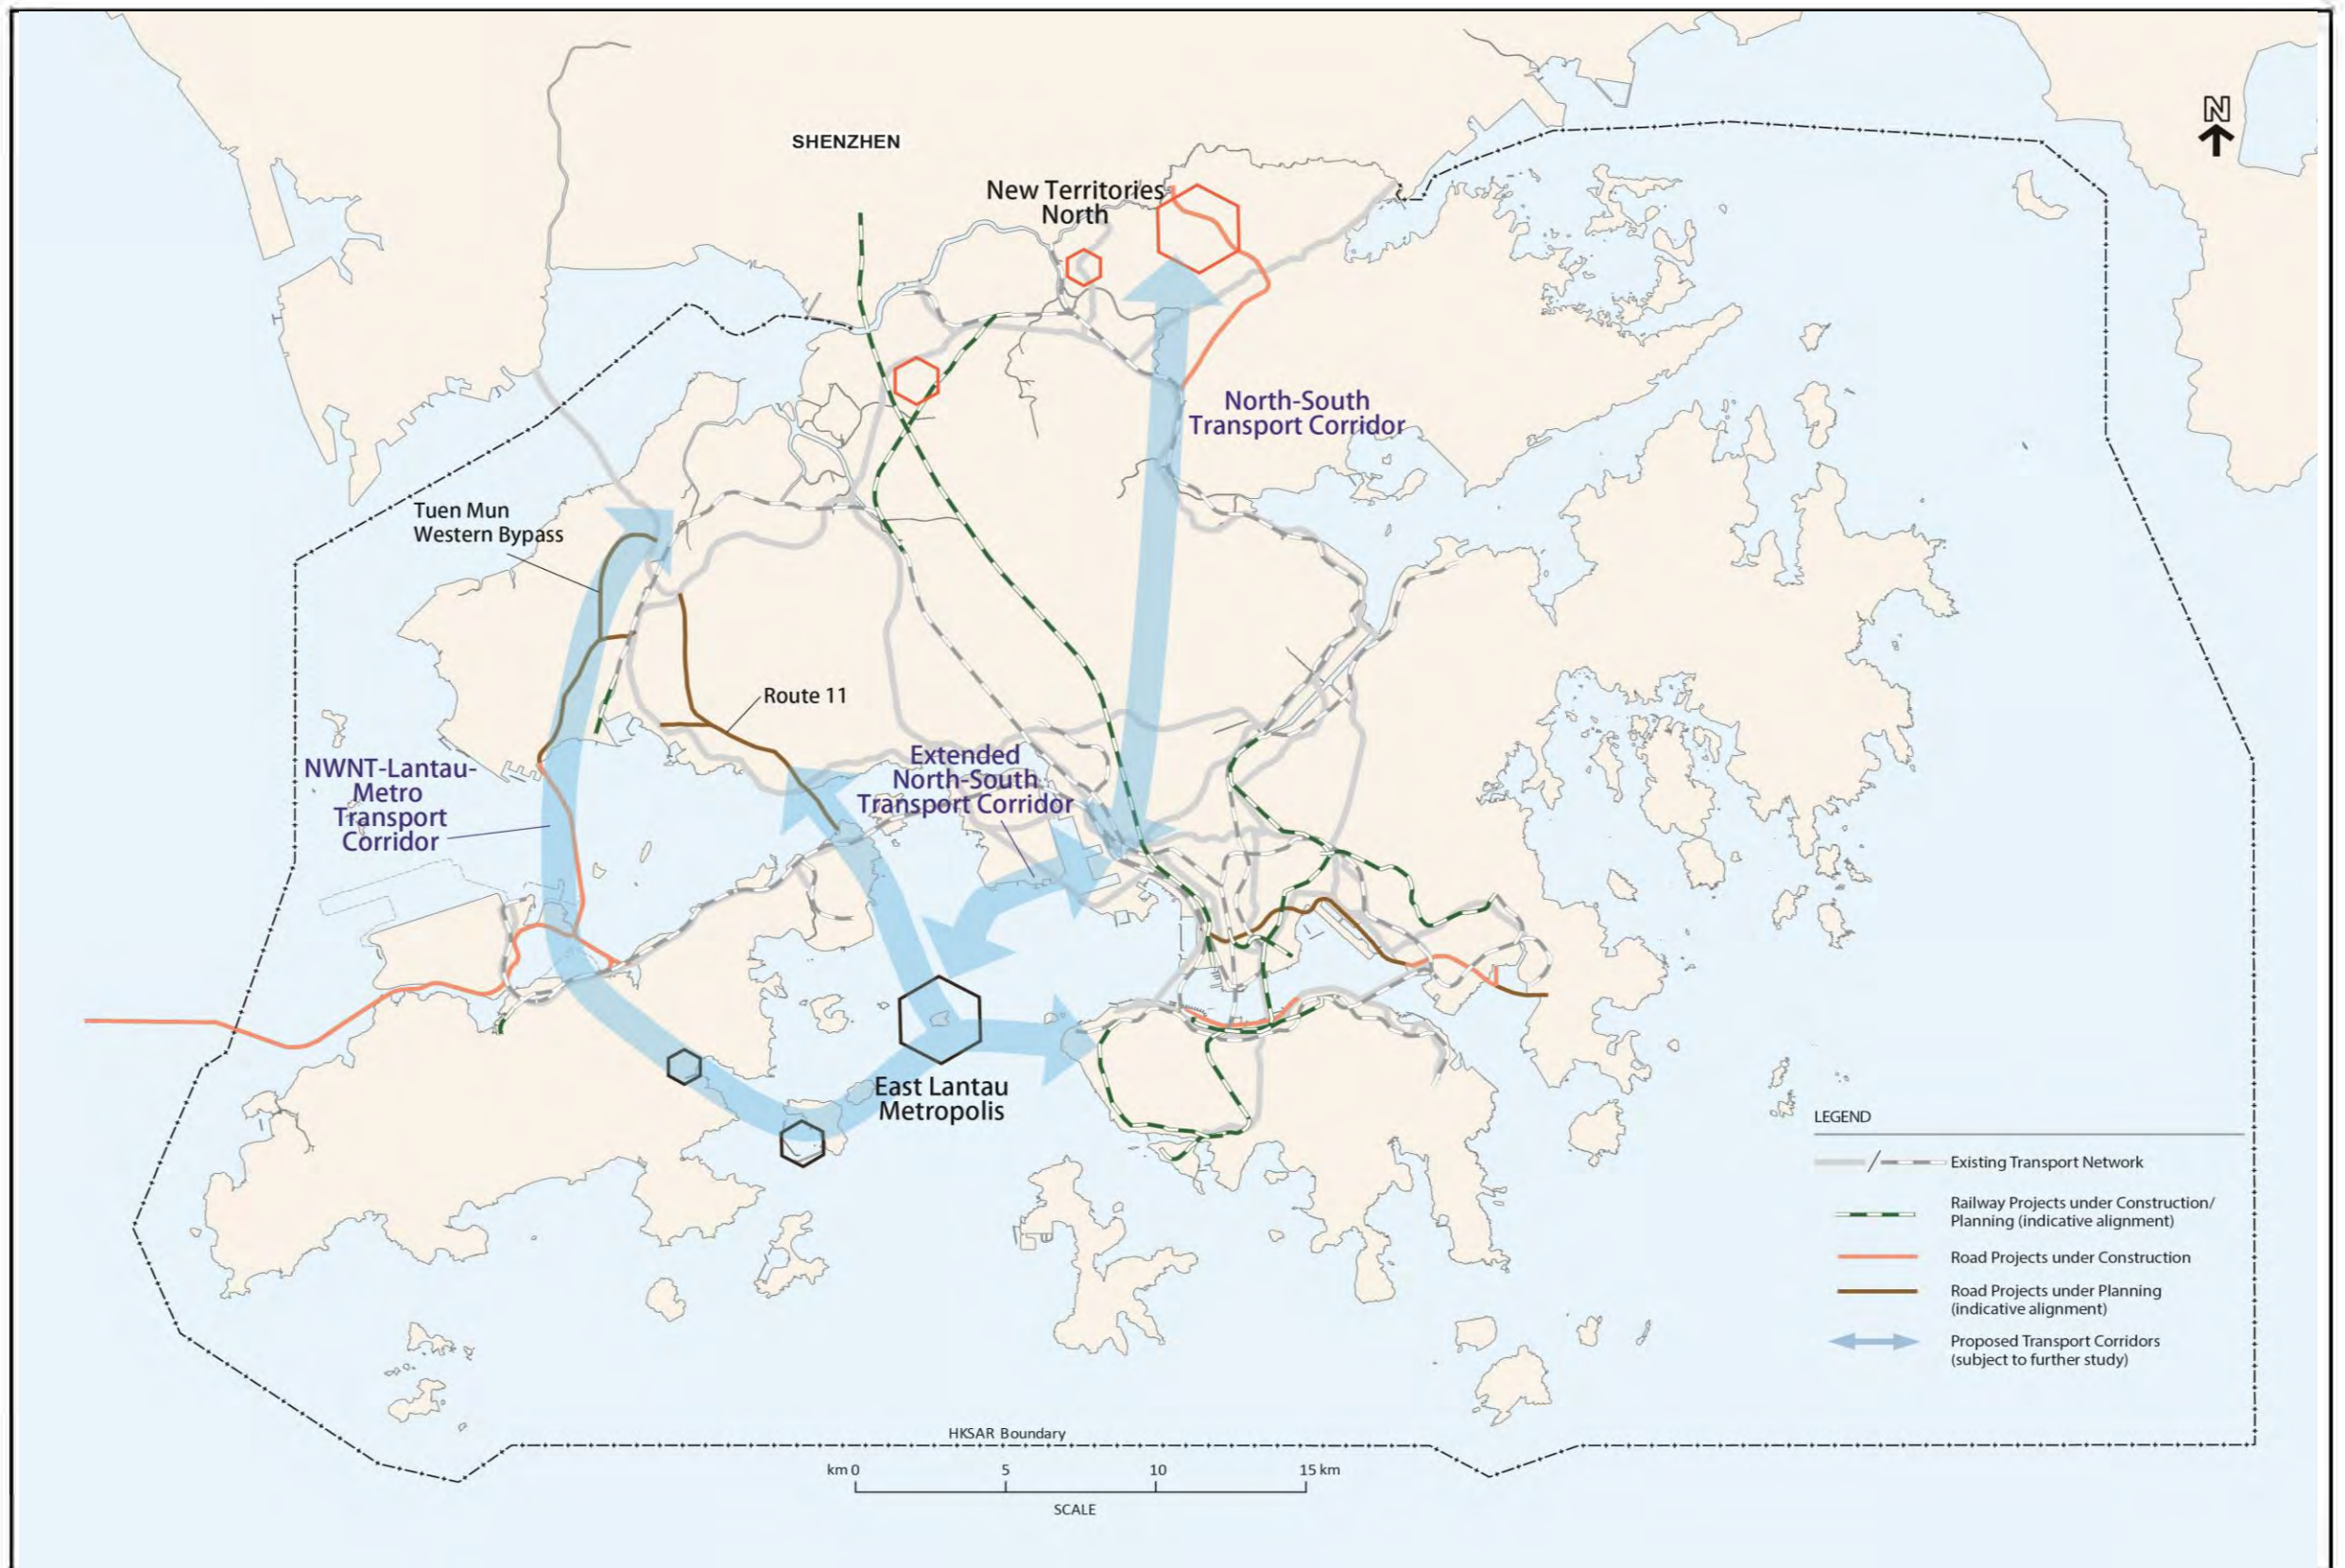 N
SHENZHEN
New Territories
North
North-South
Transport Corridor
Tuen Mun
Western Bypass
Route 11
NWNT-Lantau-
Metro
Transport
Corridor
Extended
North-South
Transport Corridor
East Lantau
Metropolis
LEGEND
Existing Transport Network
Railway Projects under Construction/
Planning (indicative alignment)
Road Projects under Construction
Road Projects under Planning
(indicative alignment)
Proposed Transport Corridors
(subject to further study)
HKSAR Boundary
km 0 5 10 15 km
SCALE